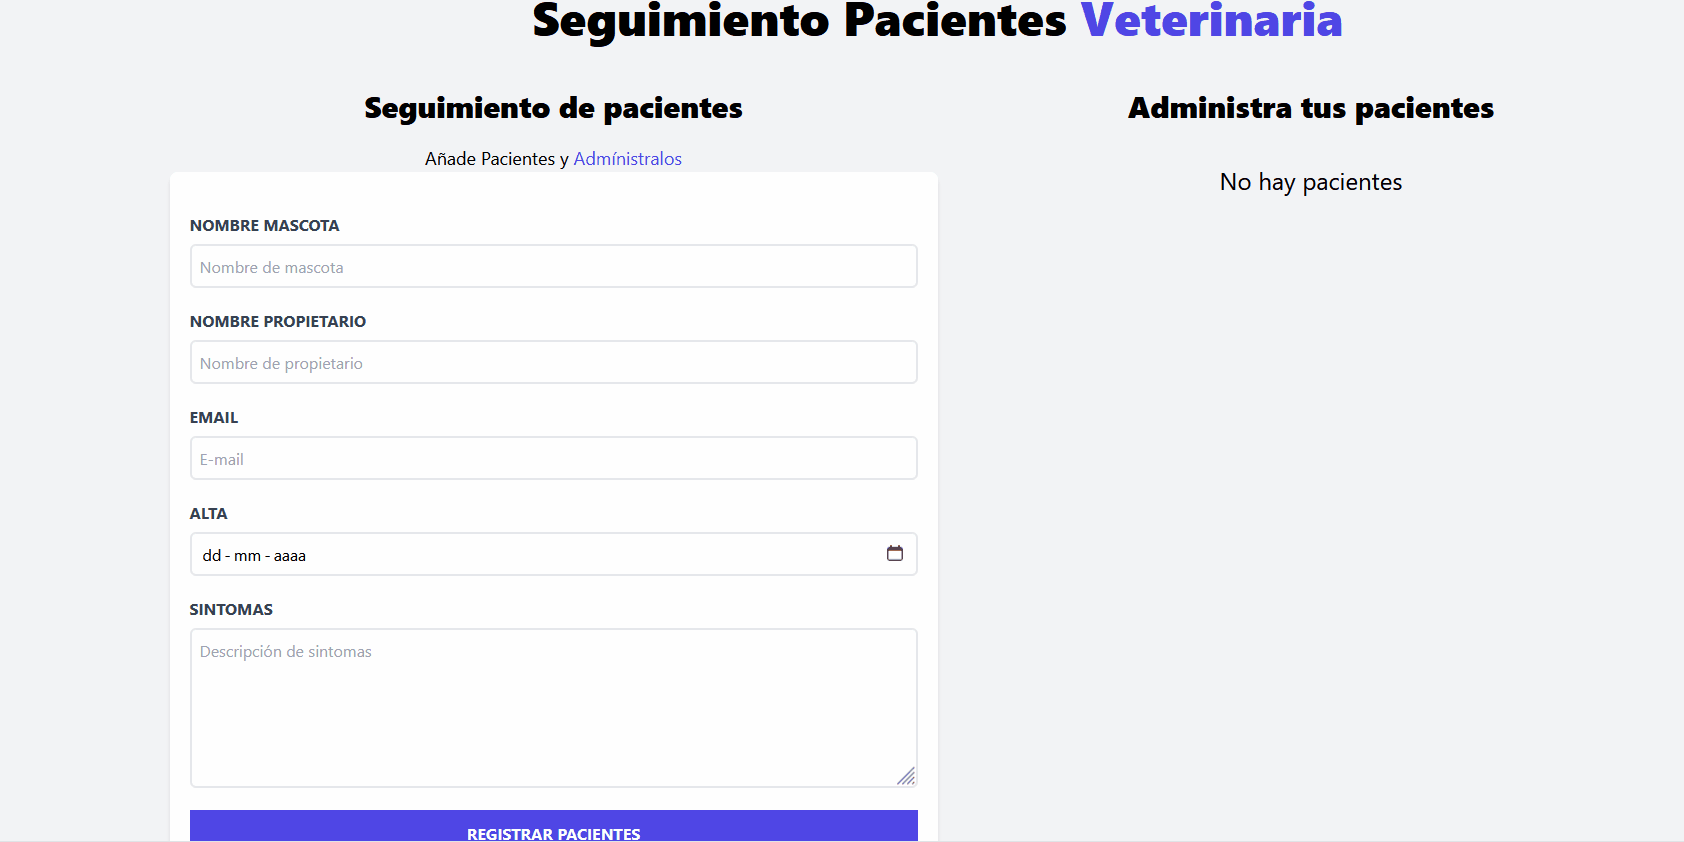 Seguimiento Pacientes Veterinaria
Seguimiento de pacientes
Añade Pacientes y Admínistralos
NOMBRE MASCOTA
Nombre de mascota
NOMBRE PROPIETARIO
Nombre de propietario
EMAIL
E-mail
ALTA
dd - mm - aaaa
SINTOMAS
Descripción de sintomas
REGISTRAR PACIENTES
Administra tus pacientes
No hay pacientes